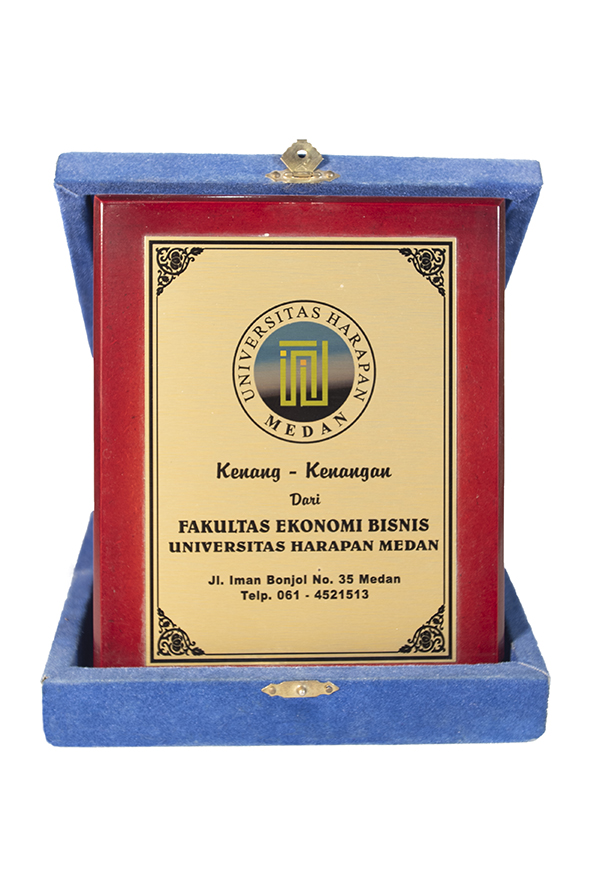 UNIVERSITAS HARAPAN
MEDAN
Kenang - Kenangan
Dari
FAKULTAS EKONOMI BISNIS
UNIVERSITAS HARAPAN MEDAN
Jl. Iman Bonjol No. 35 Medan
Telp. 061 - 4521513